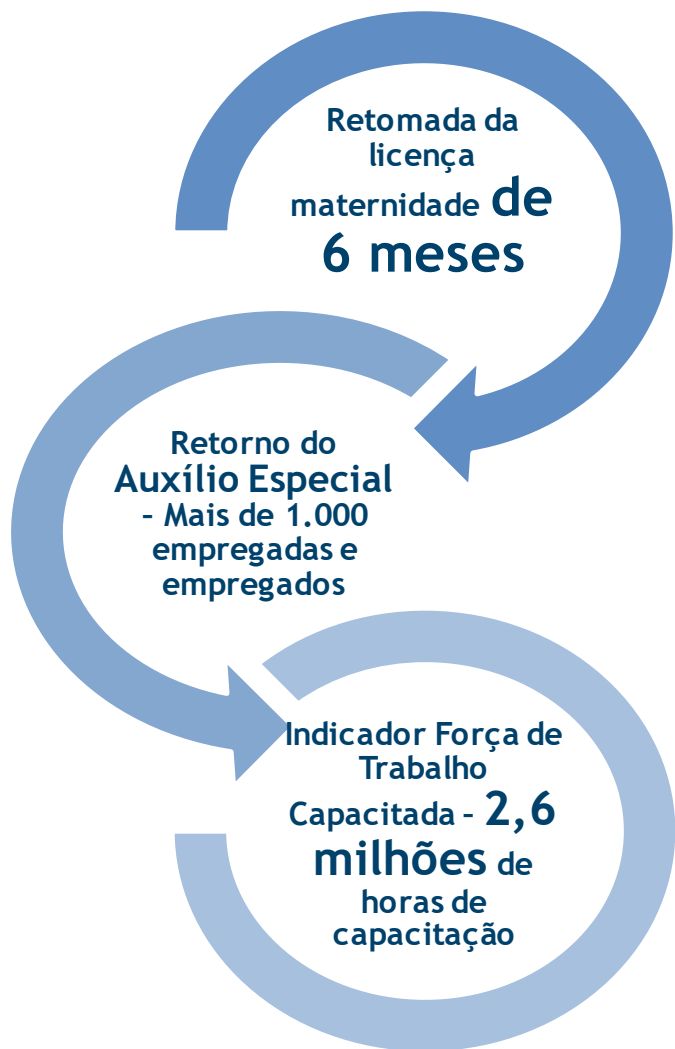 Retomada da
licença
maternidade de
6 meses
Retorno do
Auxílio Especial
– Mais de 1.000
empregadas e
empregados
Indicador Força de
Trabalho
Capacitada – 2,6
milhões de
horas de
capacitação